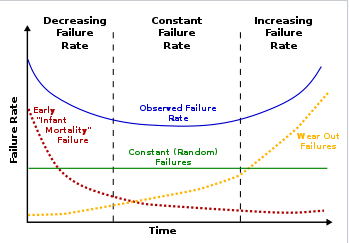 Decreasing
Failure
Rate
Constant
Failure
Rate
Increasing
Failure
Rate
Early
"Infant
Mortality"
Failure
Observed Failure
Rate
Constant (Random)
Failures
Wear Out
Failures
Failure Rate
Time